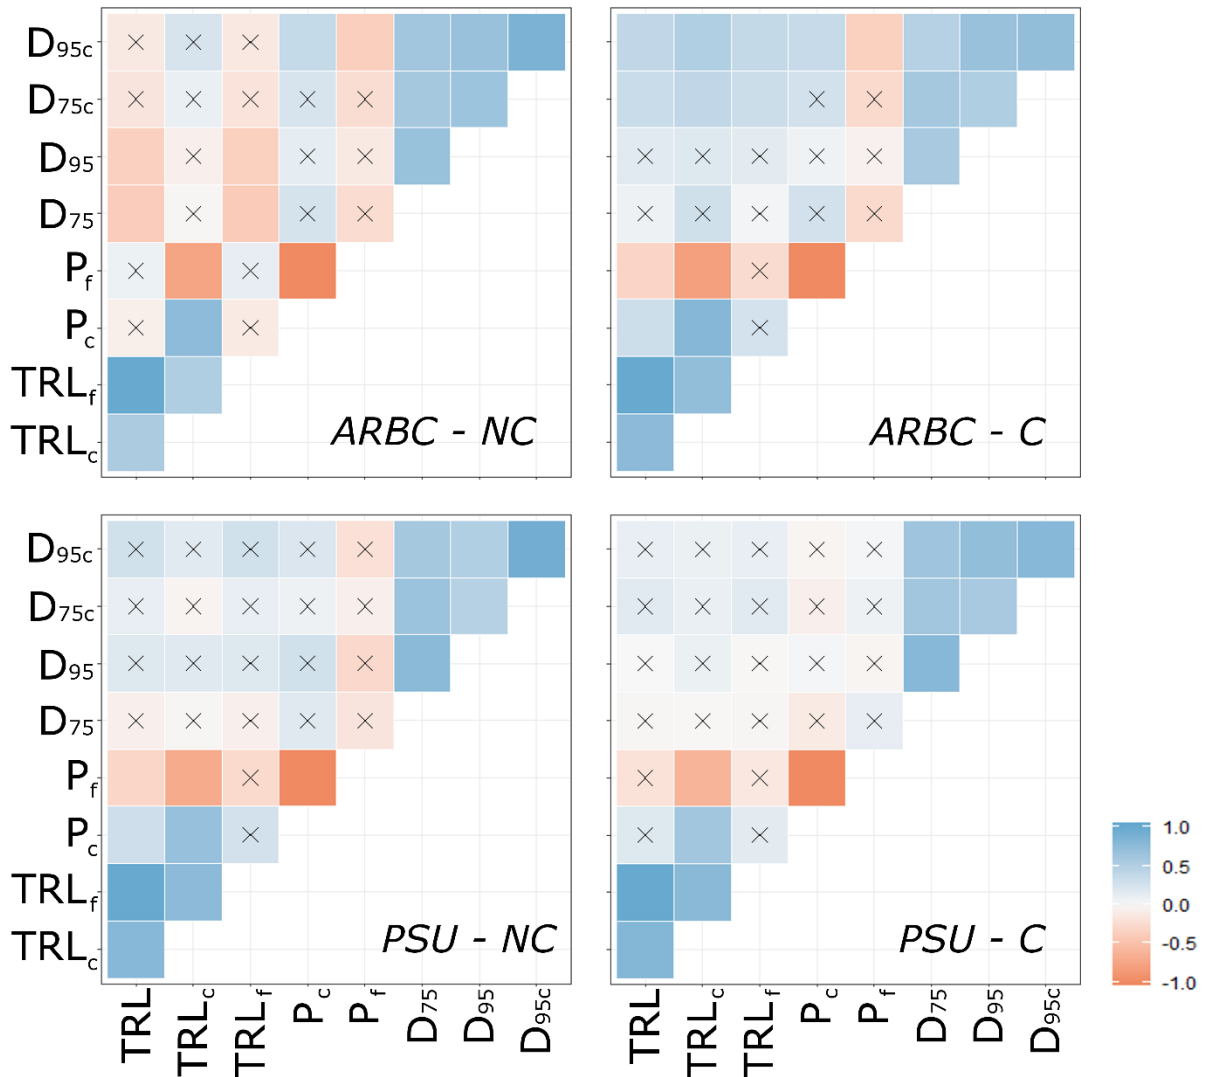 D95c
D75c
D95
D75
Pf
Pc
TRLf
TRLc
ARBC - NC
ARBC - C
D95c
D75c
D95
D75
Pf
Pc
TRLf
TRLc
PSU - NC
PSU - C
1.0
0.5
0.0
-0.5
-1.0
TRL
TRLc
TRLf
Pc
Pf
D75
D95
D95c
TRL
TRLc
TRLf
Pc
Pf
D75
D95
D95c